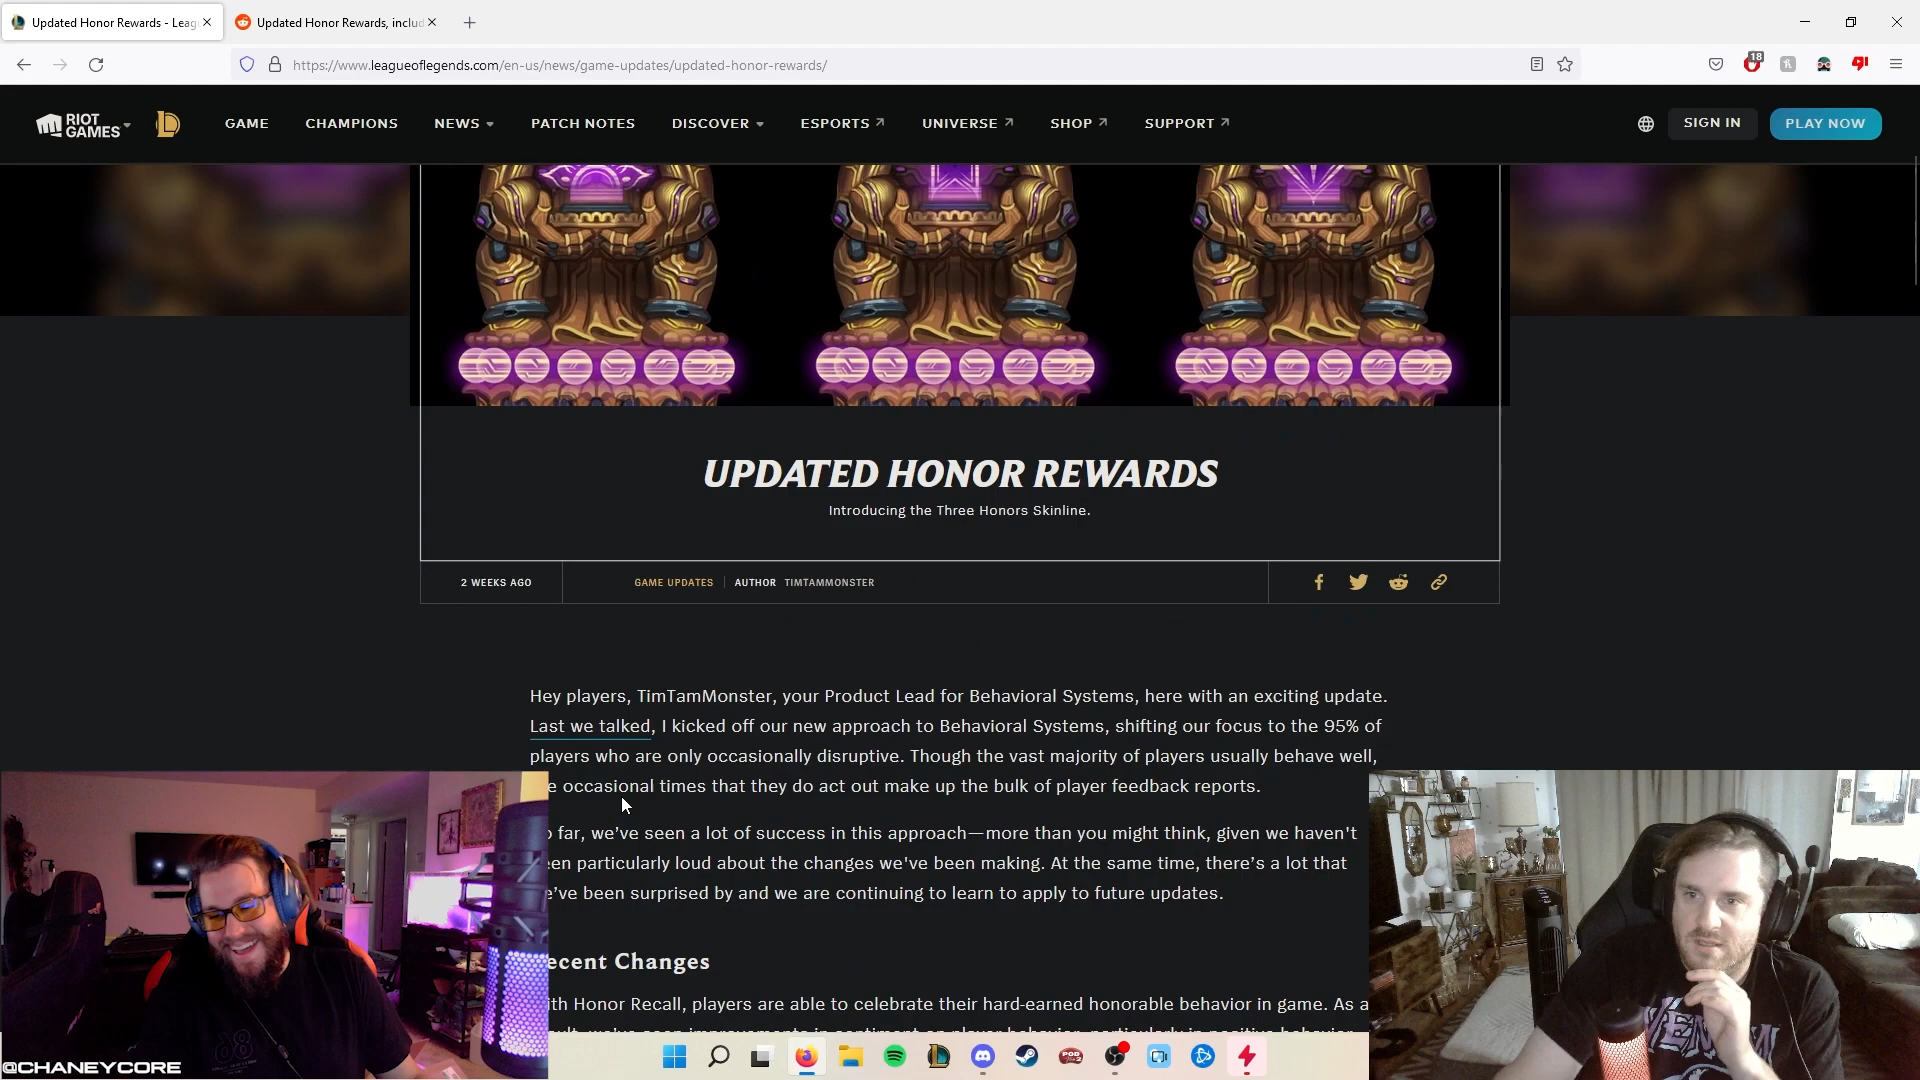 Updated Honor Rewards - Leag
Updated Honor Rewards, includ
https://www.leagueoflegends.com/en-us/news/game-updates/updated-honor-rewards/
18
RIOT GAMES
GAME
CHAMPIONS
NEWS
PATCH NOTES
DISCOVER
ESPORTS
UNIVERSE
SHOP
SUPPORT
SIGN IN
PLAY NOW
UPDATED HONOR REWARDS
Introducing the Three Honors Skinline.
2 WEEKS AGO
GAME UPDATES
AUTHOR TIMTAMMONSTER
Hey players, TimTamMonster, your Product Lead for Behavioral Systems, here with an exciting update.
Last we talked, I kicked off our new approach to Behavioral Systems, shifting our focus to the 95% of
players who are only occasionally disruptive. Though the vast majority of players usually behave well,
e occasional times that they do act out make up the bulk of player feedback reports.
o far, we've seen a lot of success in this approach—more than you might think, given we haven't
en particularly loud about the changes we've been making. At the same time, there's a lot that
e've been surprised by and we are continuing to learn to apply to future updates.
ecent Changes
ith Honor Recall, players are able to celebrate their hard-earned honorable behavior in game. As a
@CHANEYCORE